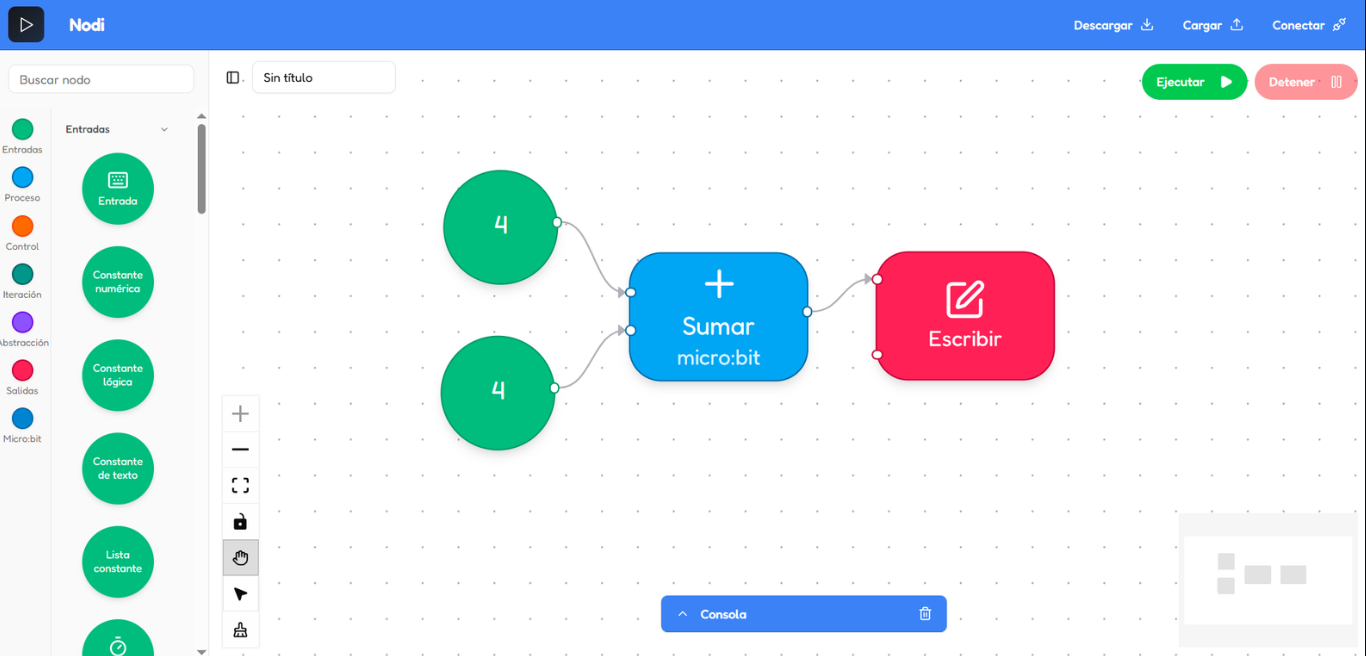 Nodi
Descargar
Cargar
Conectar
Buscar nodo
Sin título
Ejecutar
Detener
Entradas
Proceso
Control
Iteración
Abstracción
Salidas
Micro:bit
Entradas
Entrada
Constante
numérica
Constante
lógica
Constante
de texto
Lista
constante
4
4
Sumar
micro:bit
Escribir
Consola